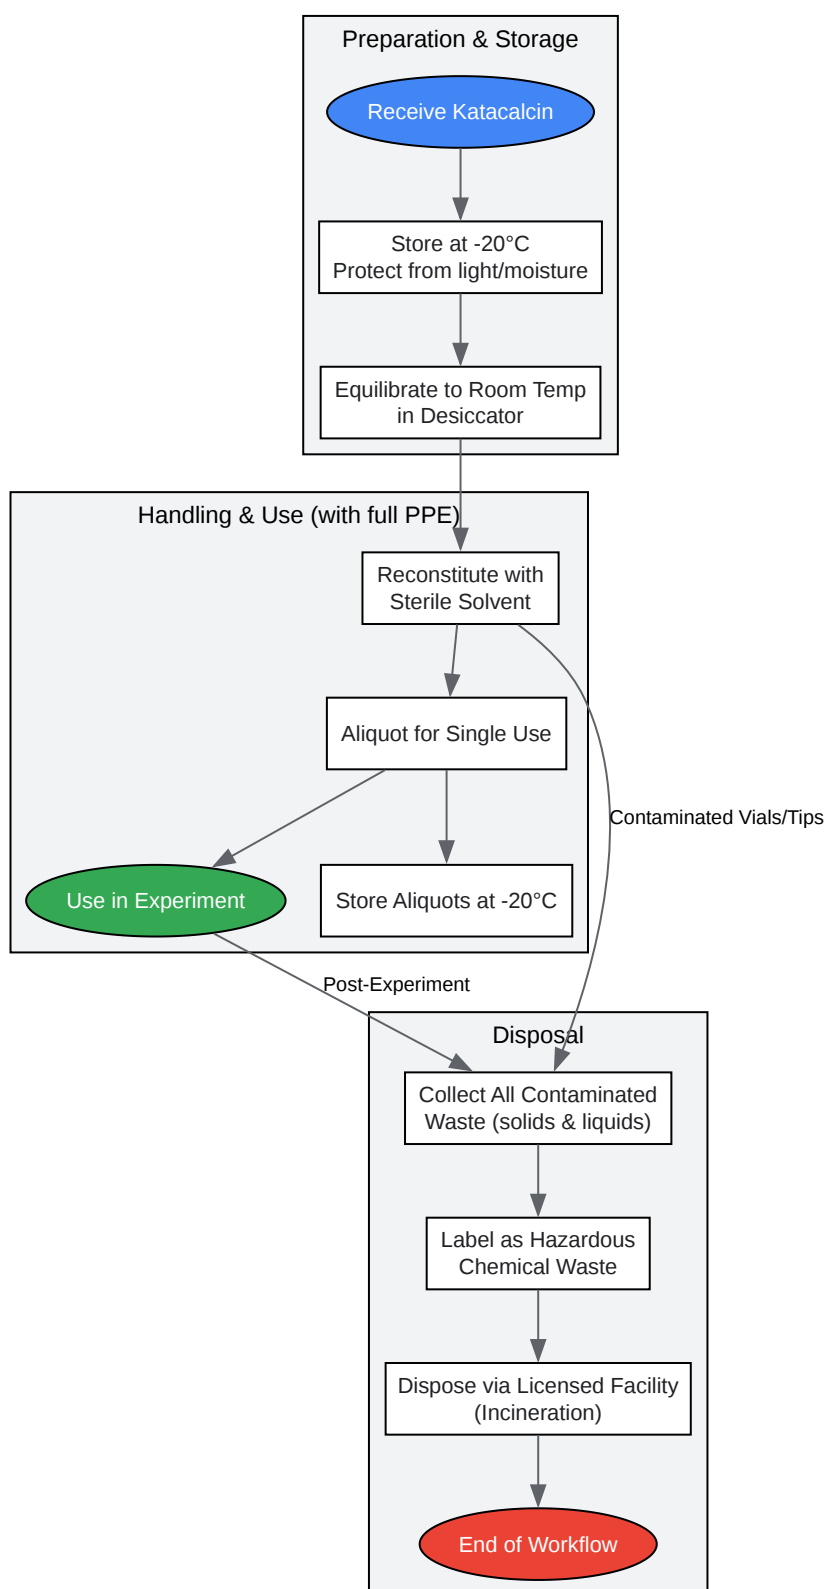 Preparation & Storage
Receive Katacalcin
Store at -20°C
Protect from light/moisture
Equilibrate to Room Temp
in Desiccator
Handling & Use (with full PPE)
Reconstitute with
Sterile Solvent
Aliquot for Single Use
Contaminated Vials/Tips
Use in Experiment
Store Aliquots at -20°C
Post-Experiment
Disposal
Collect All Contaminated
Waste (solids & liquids)
Label as Hazardous
Chemical Waste
Dispose via Licensed Facility
(Incineration)
End of Workflow